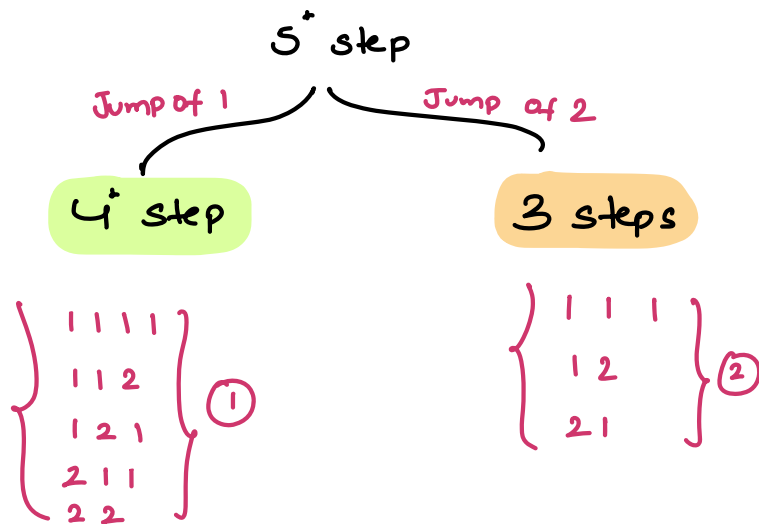 5+ step
Jump of 1
Jump of 2
4+ step
3 steps
1 1 1 1
1 1 2
1 2 1
2 1 1
2 2
1
1 1 1
1 2
2 1
2